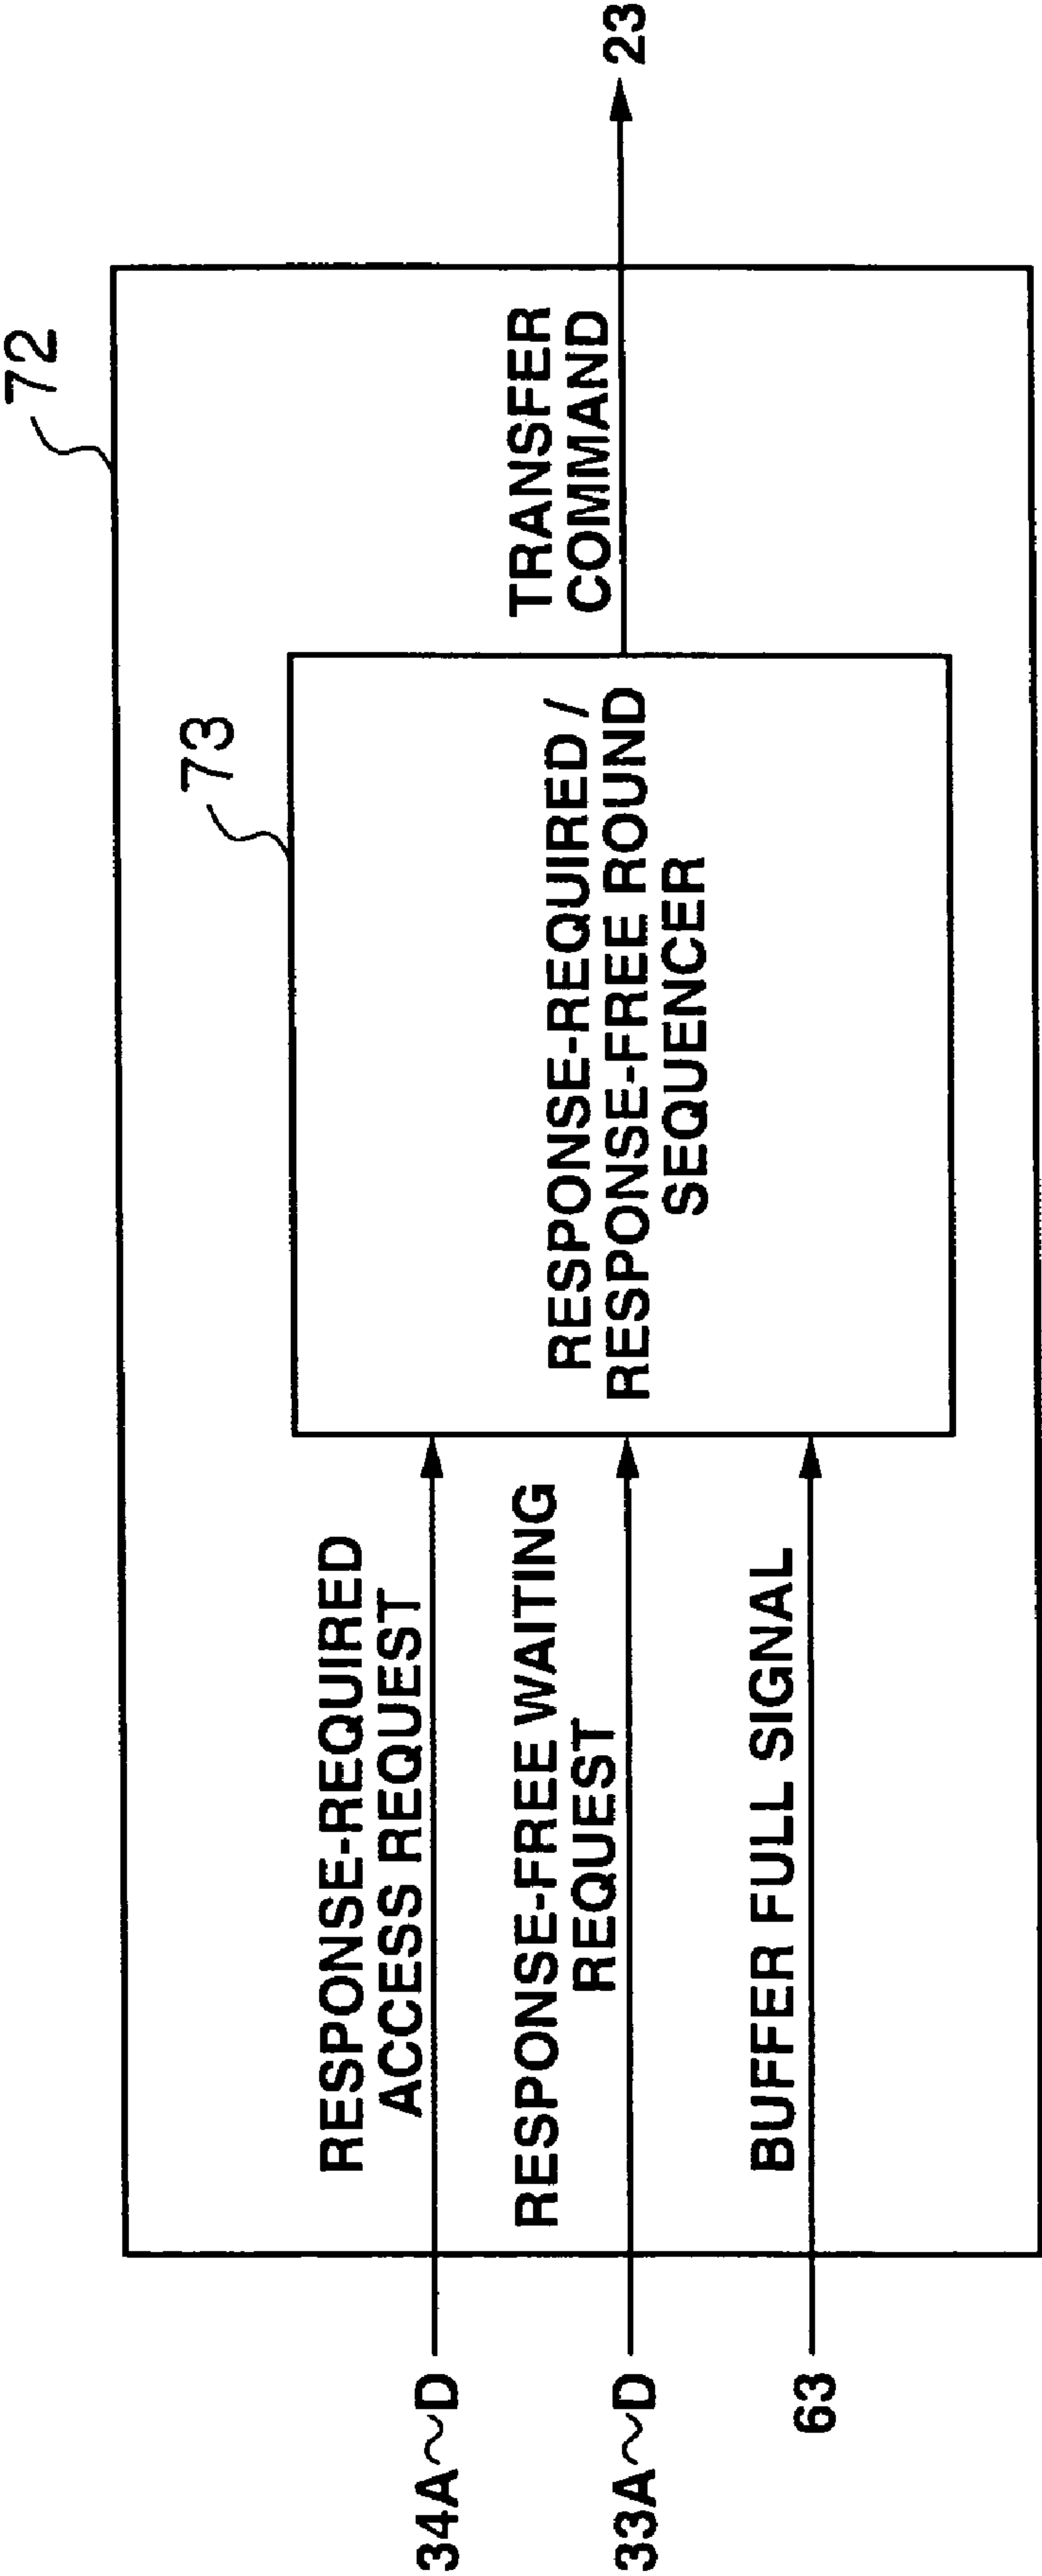 72
73
34A~D
RESPONSE-REQUIRED
ACCESS REQUEST
33A~D
RESPONSE-FREE WAITING
REQUEST
63
BUFFER FULL SIGNAL
RESPONSE-REQUIRED /
RESPONSE-FREE ROUND
SEQUENCER
TRANSFER
COMMAND
23